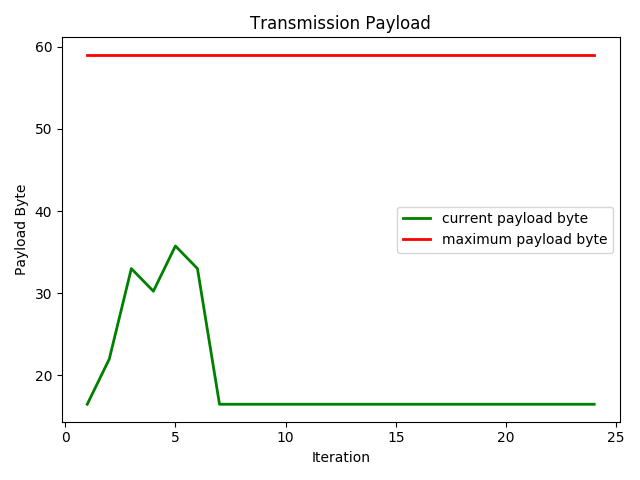 Transmission Payload
60
50
40
30
20
Payload Byte
current payload byte
maximum payload byte
0
5
10
15
20
25
Iteration